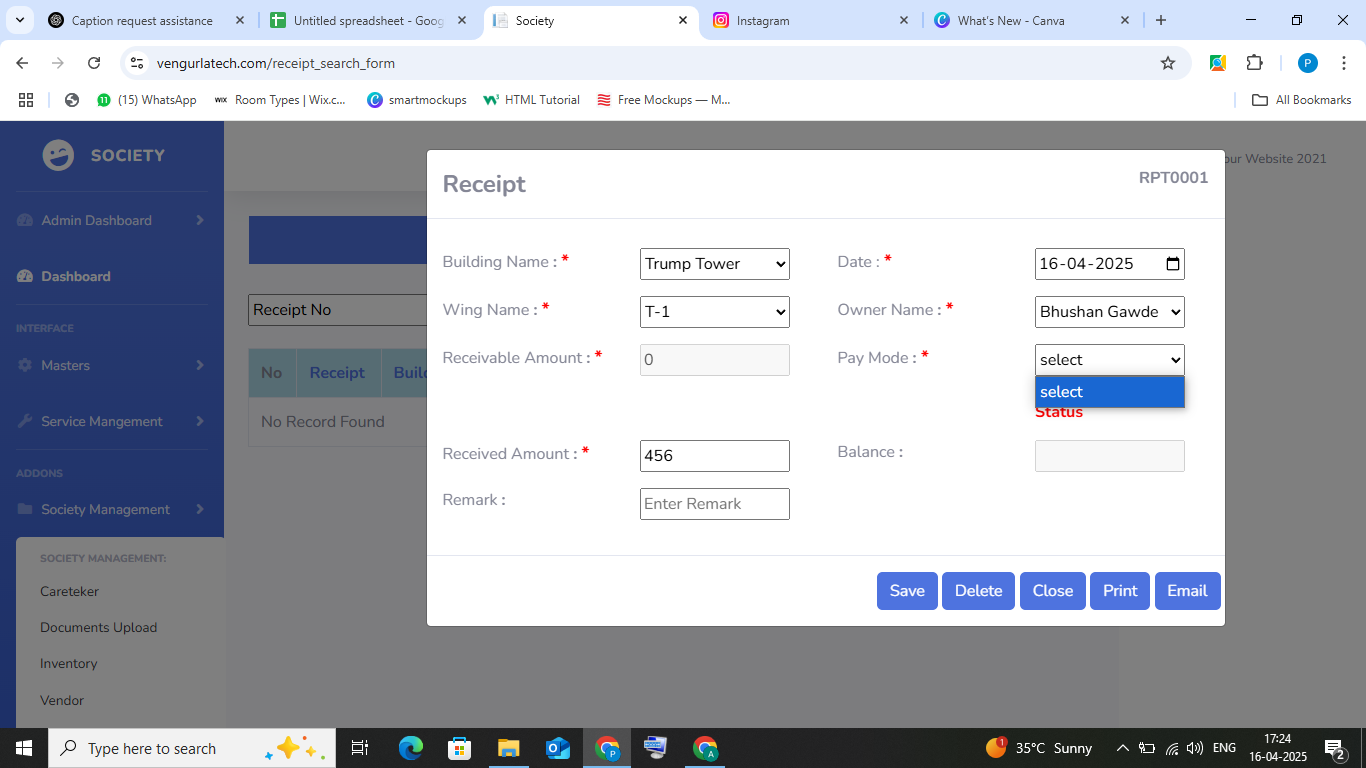 Caption request assistance
Untitled spreadsheet - Goog
Society
Instagram
What's New - Canva
vengurlatech.com/receipt_search_form
P
(15) WhatsApp
WIX Room Types | Wix.c...
smartmockups
HTML Tutorial
Free Mockups — M...
All Bookmarks
SOCIETY
our Website 2021
Admin Dashboard
Dashboard
INTERFACE
Masters
Service Mangement
ADDONS
Society Management
SOCIETY MANAGEMENT:
Careteker
Documents Upload
Inventory
Vendor
Receipt No
No Receipt Build
No Record Found
Receipt RPT0001
Building Name : * Trump Tower Date : * 16-04-2025
Wing Name : * T-1 Owner Name : * Bhushan Gawde
Receivable Amount : * 0 Pay Mode : * select
select
Status
Received Amount : * 456 Balance :
Remark : Enter Remark
Save Delete Close Print Email
Type here to search
1
35°C Sunny
ENG
17:24
16-04-2025
2